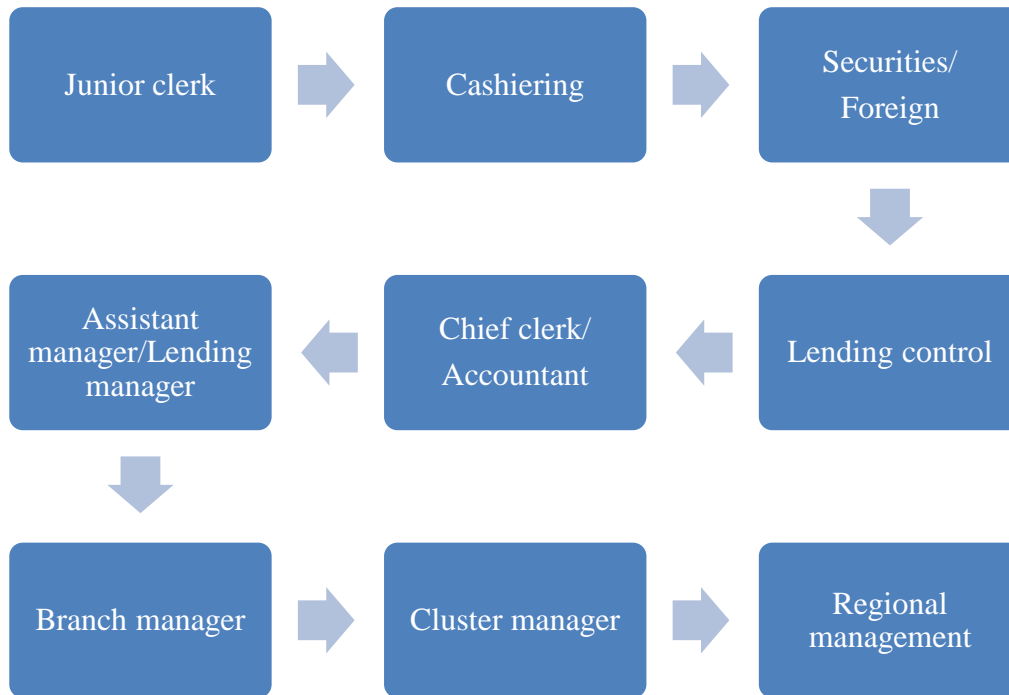 Junior clerk
Cashiering
Securities/
Foreign
Lending control
Chief clerk/
Accountant
Assistant
manager/Lending
manager
Branch manager
Cluster manager
Regional
management